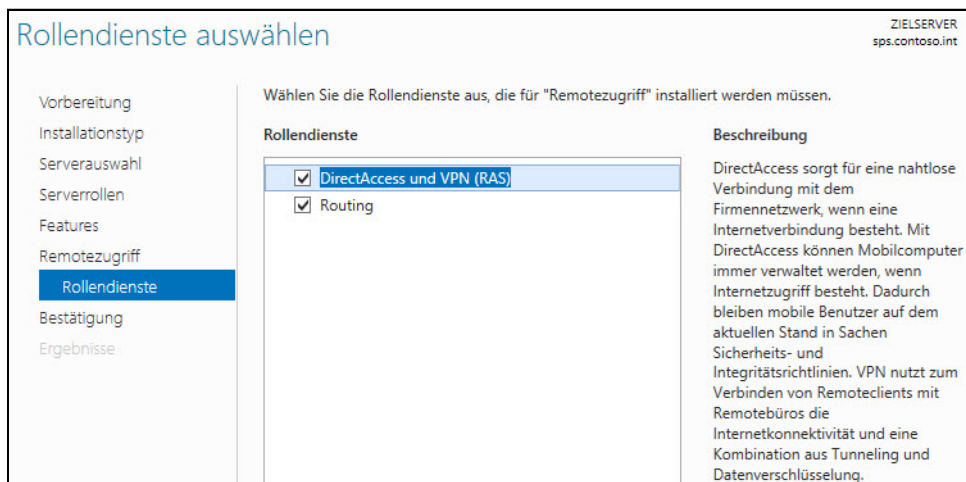 Rollendienste auswählen
ZIELSERVER
sps.contoso.int
Vorbereitung
Installationstyp
Serverauswahl
Serverrollen
Features
Remotezugriff
Rollendienste
Bestätigung
Ergebnisse
Wählen Sie die Rollendienste aus, die für "Remotezugriff" installiert werden müssen.
Rollendienste
DirectAccess und VPN (RAS)
Routing
Beschreibung
DirectAccess sorgt für eine nahtlose
Verbindung mit dem
Firmennetzwerk, wenn eine
Internetverbindung besteht. Mit
DirectAccess können Mobilcomputer
immer verwaltet werden, wenn
Internetzugriff besteht. Dadurch
bleiben mobile Benutzer auf dem
aktuellen Stand in Sachen
Sicherheits- und
Integritätsrichtlinien. VPN nutzt zum
Verbinden von Remoteclients mit
Remotebüros die
Internetkonnektivität und eine
Kombination aus Tunneling und
Datenverschlüsselung.